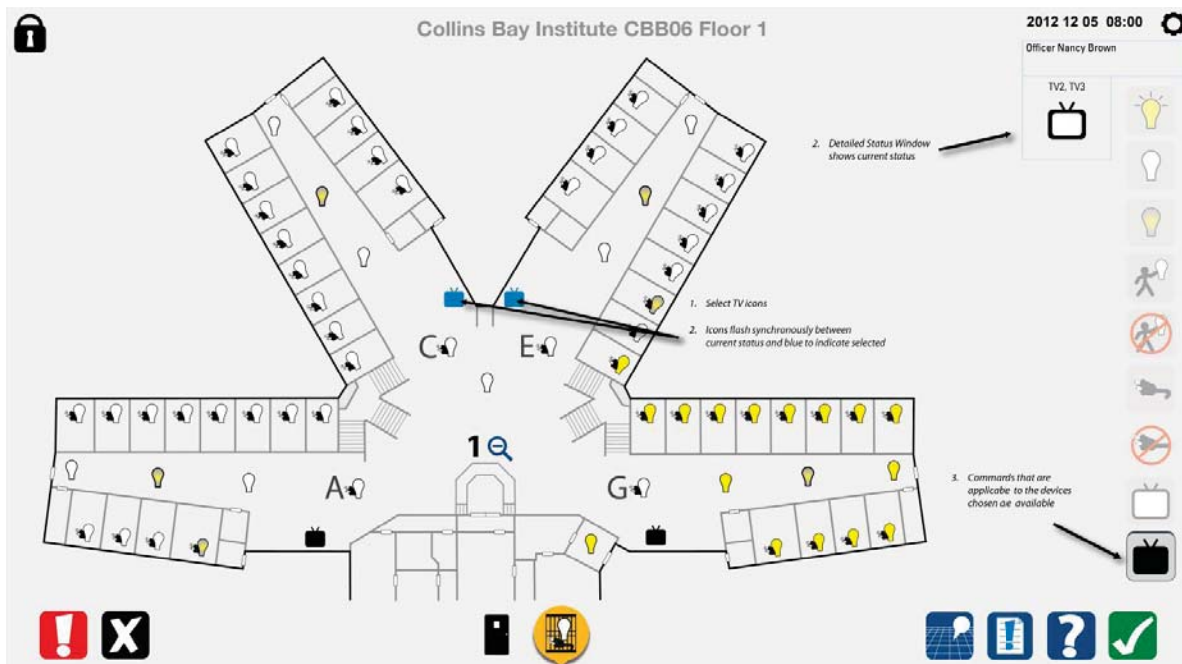 Collins Bay Institute CBB06 Floor 1
2012 12 05 08:00
Officer Nancy Brown
TV2, TV3
2. Detailed Status Window
shows current status
1. Select TV icons
2. Icons flash synchronously between
current status and blue to indicate selected
C
E
1
A
G
3. Commands that are
applicabe to the devices
chosen ae available